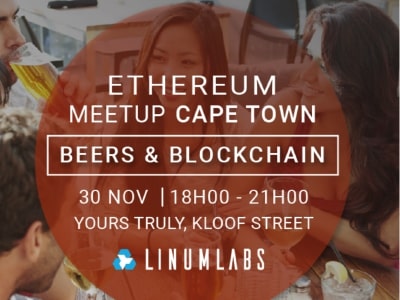 ETHEREUM
MEETUP CAPE TOWN
BEERS & BLOCKCHAIN
30 NOV | 18H00 - 21H00
YOURS TRULY, KLOOF STREET
LINUMLABS